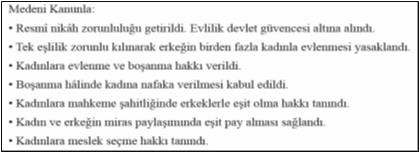 Medeni Kanunla:
• Resmî nikâh zorunluluğu getirildi. Evlilik devlet güvencesi altına alındı.
• Tek eşlilik zorunlu kılınarak erkeğin birden fazla kadınla evlenmesi yasaklandı.
• Kadınlara evlenme ve boşanma hakkı verildi.
• Boşanma hâlinde kadına nafaka verilmesi kabul edildi.
• Kadınlara mahkeme şahitliğinde erkeklerle eşit olma hakkı tanındı.
• Kadın ve erkeğin miras paylaşımında eşit pay alması sağlandı.
• Kadınlara meslek seçme hakkı tanındı.